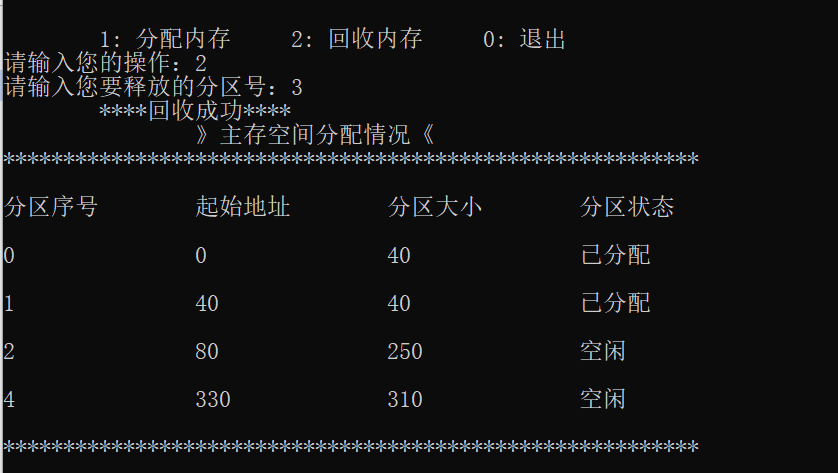 1: 分配内存 2: 回收内存 0: 退出
请输入您的操作：2
请输入您要释放的分区号：3
****回收成功****
》主存空间分配情况《
**********************************************************
分区序号 起始地址 分区大小 分区状态
0 0 40 已分配
1 40 40 已分配
2 80 250 空闲
4 330 310 空闲
**********************************************************